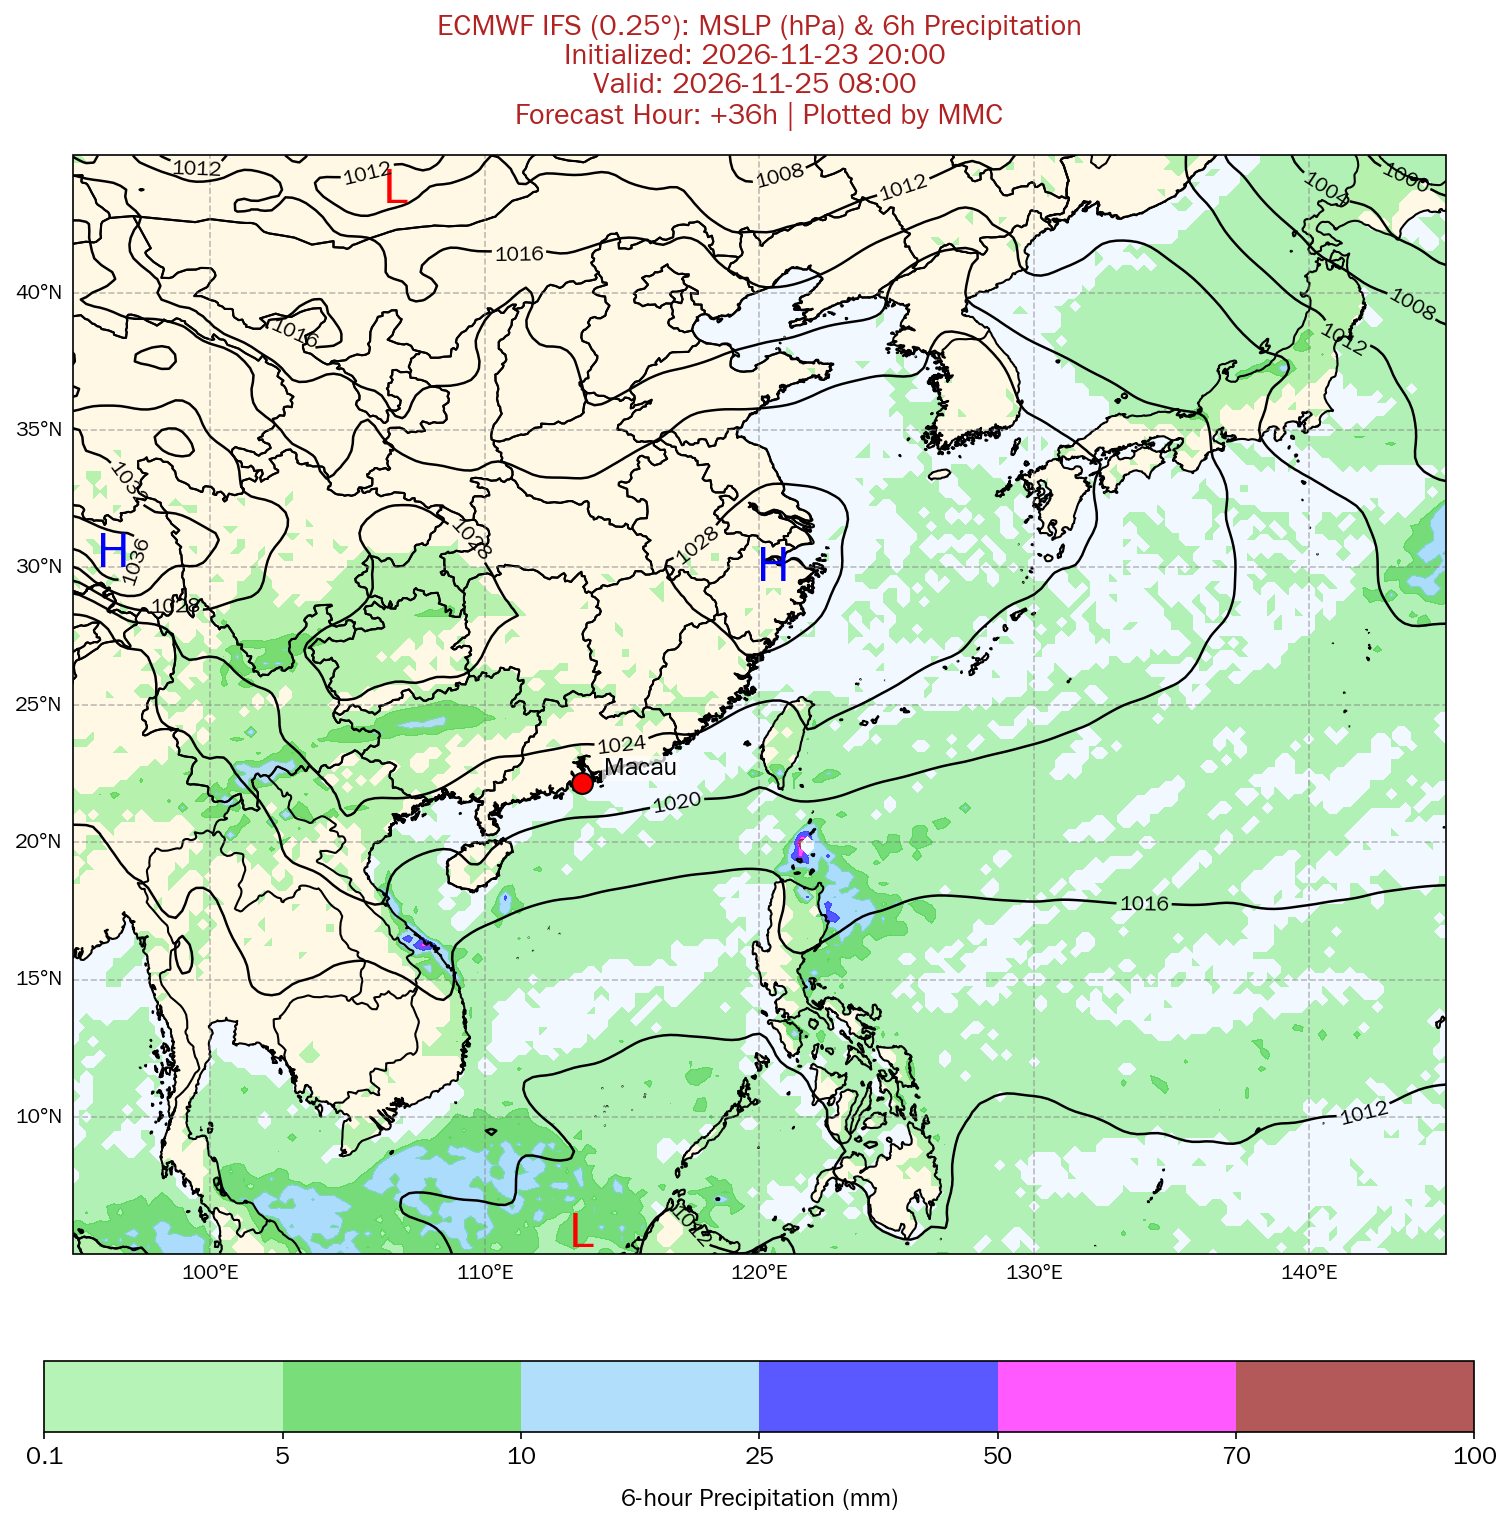 ECMWF IFS (0.25°): MSLP (hPa) & 6h Precipitation
Initialized: 2026-11-23 20:00
Valid: 2026-11-25 08:00
Forecast Hour: +36h | Plotted by MMC
1012
1012
L
1008
1012
1004
1000
1016
40°N
1008
1016
1012
35°N
1028
1028
H
1036
H
30°N
1028
25°N
1024
Macau
1020
20°N
1016
15°N
10°N
1012
L
1012
100°E
110°E
120°E
130°E
140°E
0.1
5
10
25
50
70
100
6-hour Precipitation (mm)